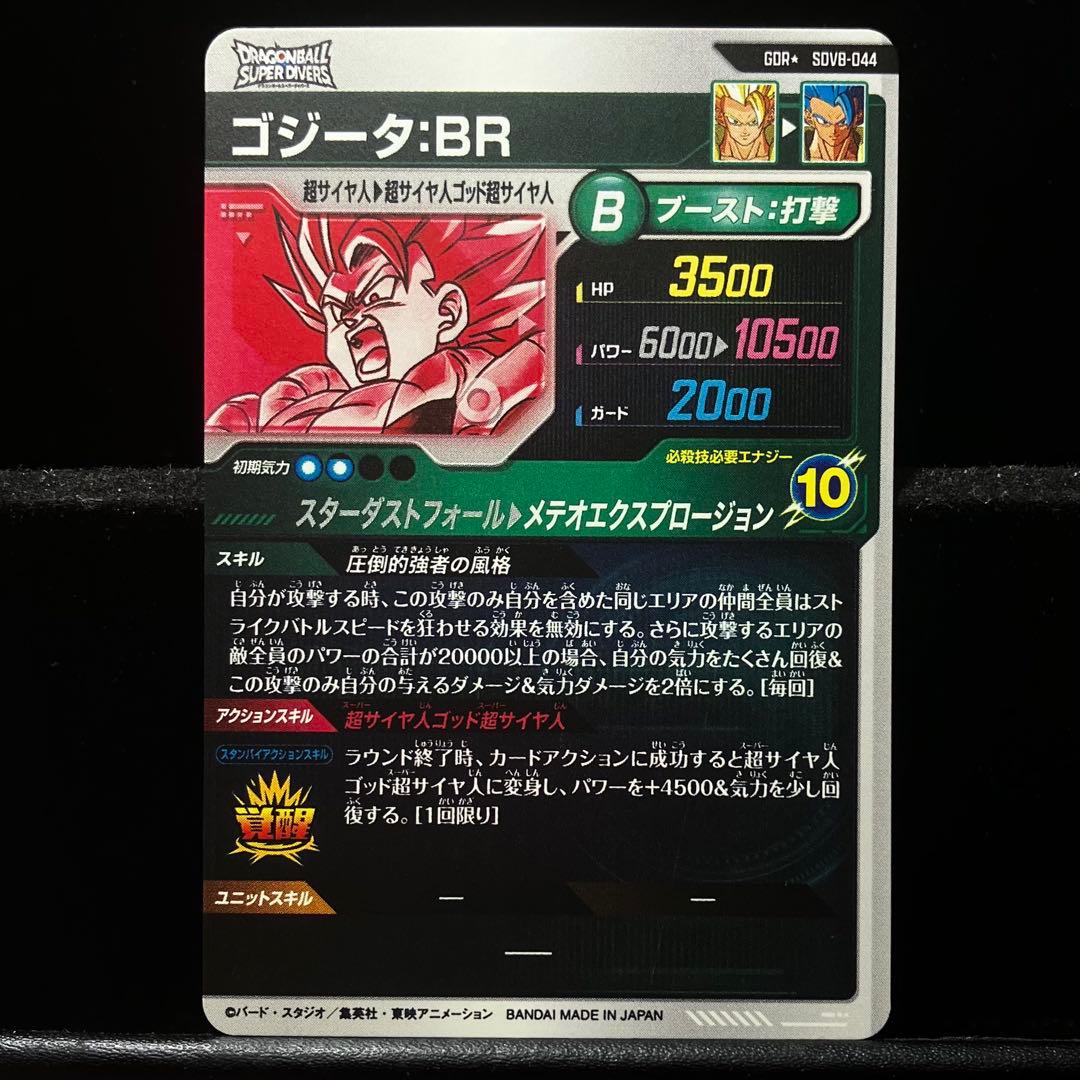 DRAGONBALL
SUPER DIVERS
GDR★ SDV8-044
ゴジータ:BR
超サイヤ人▶超サイヤ人ゴッド超サイヤ人
B ブースト:打撃
HP 3500
パワー 6000▶10500
ガード 2000
初期気力
必殺技必要エナジー
10
スターダストフォール▶メテオエクスプロージョン
スキル 圧倒的強者の風格
自分が攻撃する時、この攻撃のみ自分を含めた同じエリアの仲間全員はスト
ライクバトルスピードを狂わせる効果を無効にする。さらに攻撃するエリアの
敵全員のパワーの合計が20000以上の場合、自分の気力をたくさん回復&
この攻撃のみ自分の与えるダメージ&気力ダメージを2倍にする。[毎回]
アクションスキル 超サイヤ人ゴッド超サイヤ人
スタンバイアクションスキル
覚醒
ラウンド終了時、カードアクションに成功すると超サイヤ人
ゴッド超サイヤ人に変身し、パワーを+4500&気力を少し回
復する。[1回限り]
ユニットスキル — —
—
©バード・スタジオ/集英社・東映アニメーション BANDAI MADE IN JAPAN